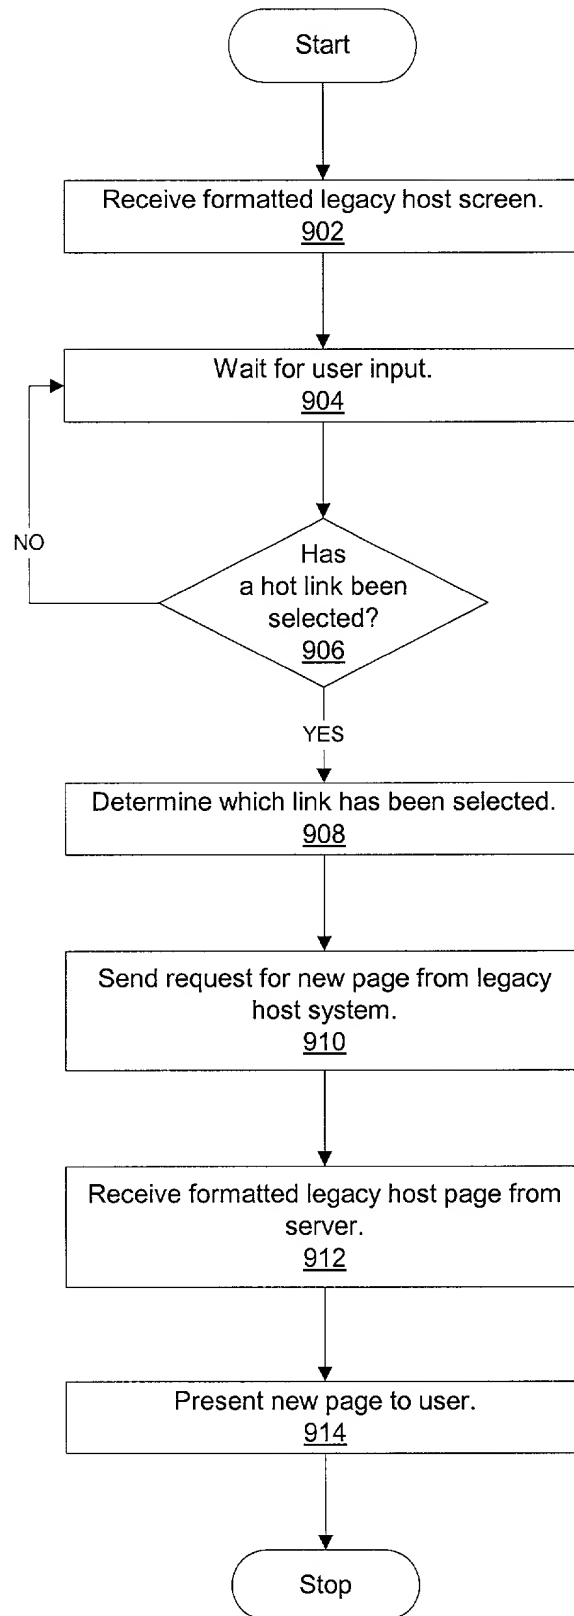 Start
Receive formatted legacy host screen.
902
Wait for user input.
904
NO
Has
a hot link been
selected?
906
YES
Determine which link has been selected.
908
Send request for new page from legacy
host system.
910
Receive formatted legacy host page from
server.
912
Present new page to user.
914
Stop